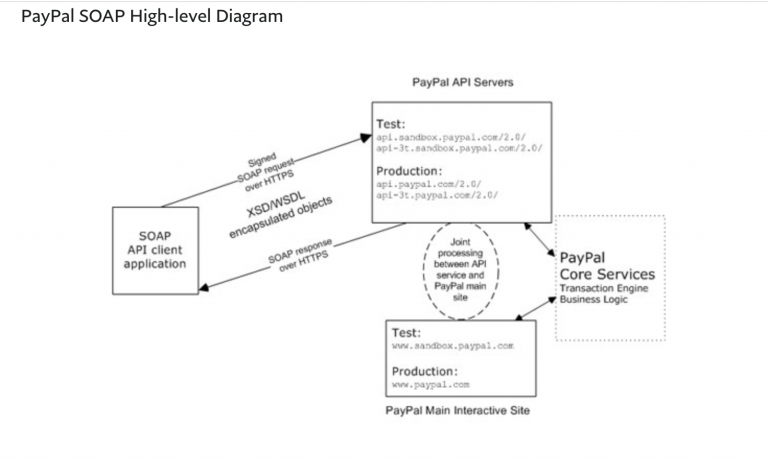 PayPal SOAP High-level Diagram
PayPal API Servers
Test:
api.sandbox.paypal.com/2.0/
api-3t.sandbox.paypal.com/2.0/
Production:
api.paypal.com/2.0/
api-3t.paypal.com/2.0/
Signed
SOAP request
over HTTPS
XSD/WSDL
encapsulated objects
SOAP response
over HTTPS
SOAP
API client
application
Joint
processing
between API
service and
PayPal main
site
PayPal
Core Services
Transaction Engine
Business Logic
Test:
www.sandbox.paypal.com
Production:
www.paypal.com
PayPal Main Interactive Site